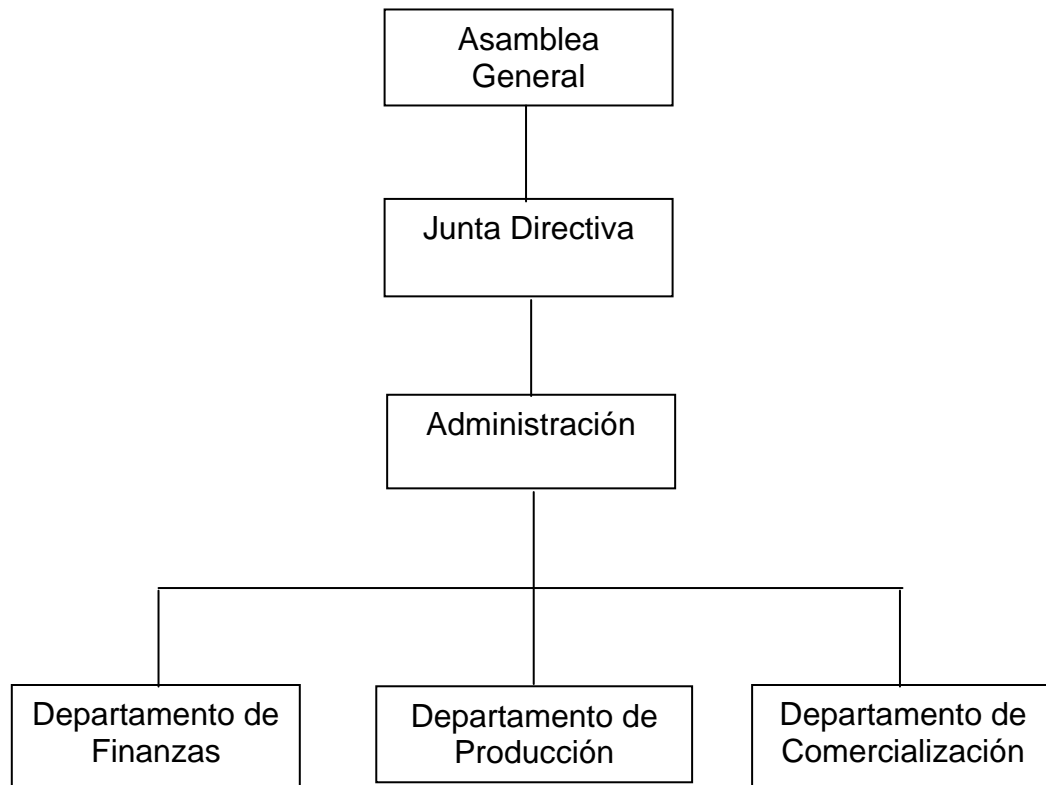 Asamblea
General
Junta Directiva
Administración
Departamento de
Finanzas
Departamento de
Producción
Departamento de
Comercialización